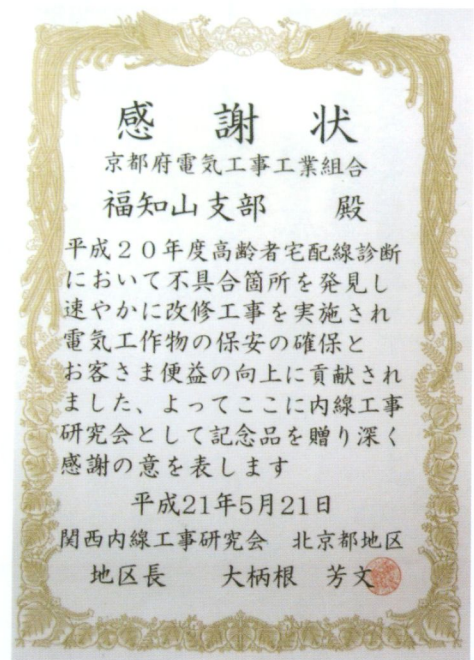 感謝状
京都府電気工事工業組合
福知山支部 殿
平成20年度高齢者宅配線診断
において不具合箇所を発見し
速やかに改修工事を実施され
電気工作物の保安の確保と
お客さま便益の向上に貢献され
ました、よってここに内線工事
研究会として記念品を贈り深く
感謝の意を表します
平成21年5月21日
関西内線工事研究会 北京都地区
地区長 大柄根 芳文